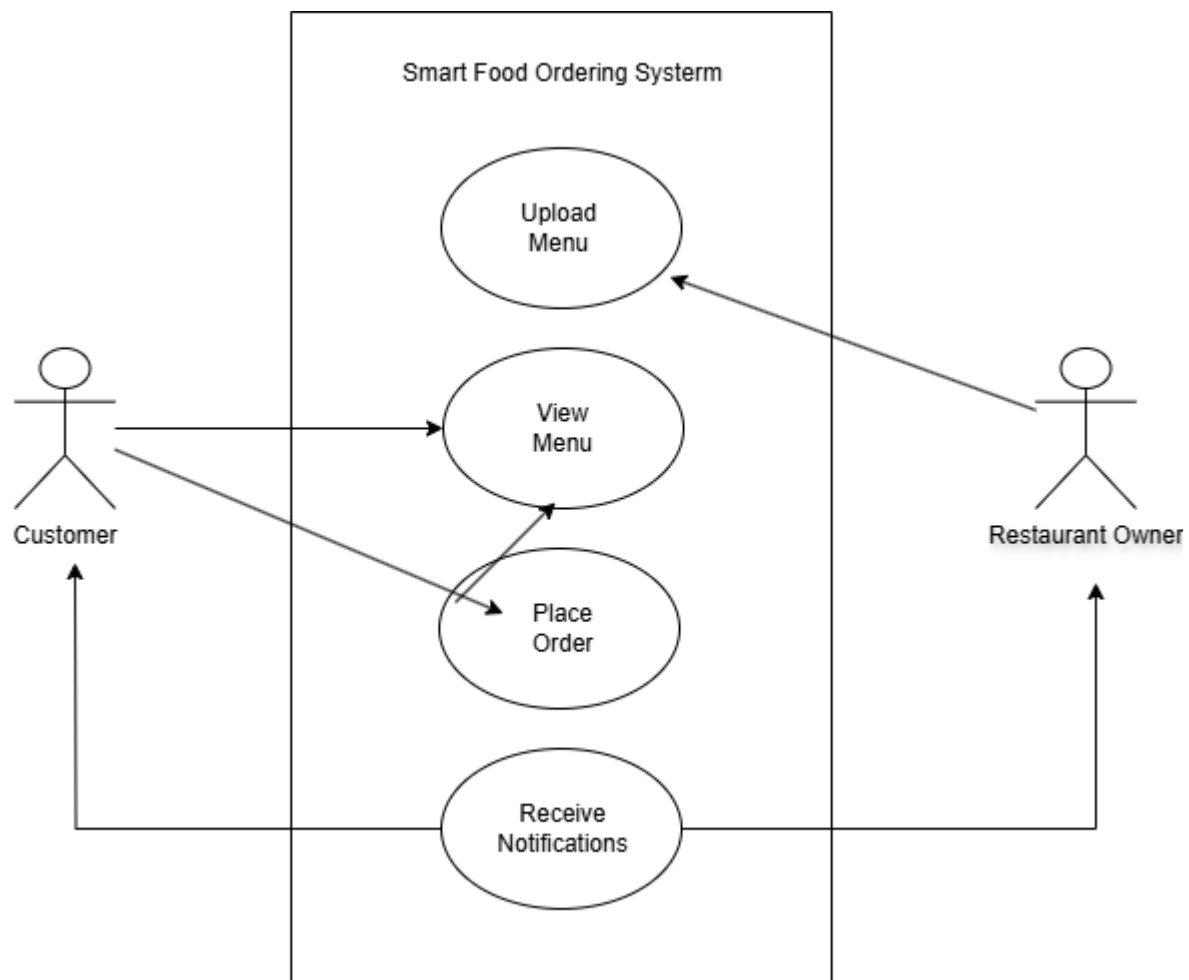 Smart Food Ordering Systerm
Upload
Menu
View
Menu
Customer
Restaurant Owner
Place
Order
Receive
Notifications